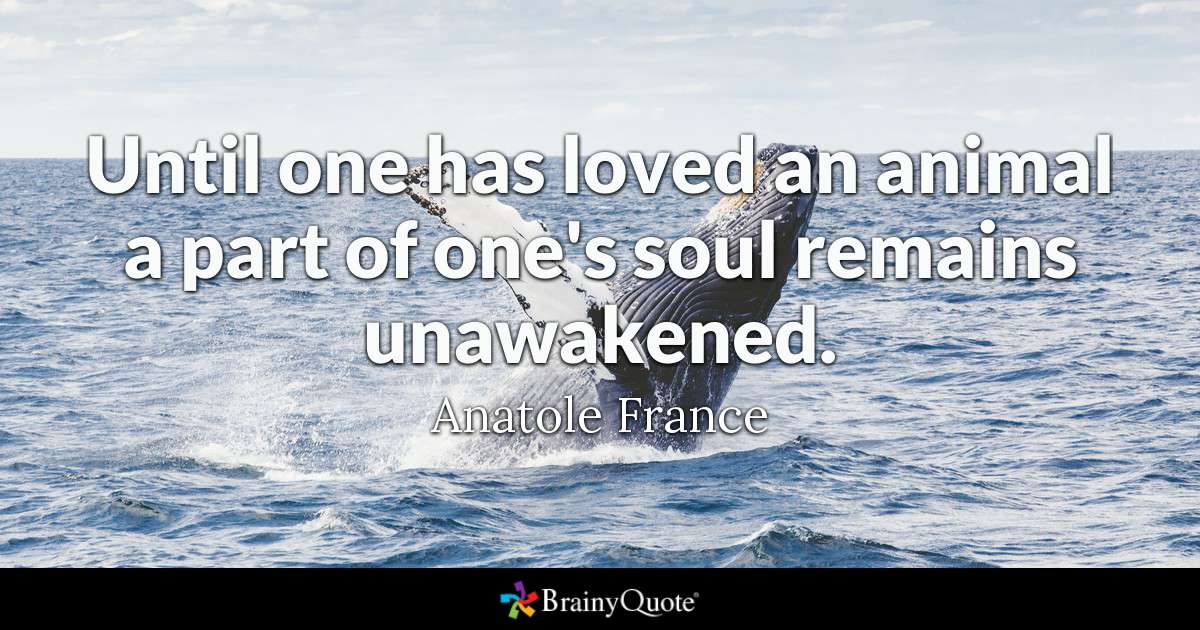 Until one has loved an animal
a part of one's soul remains
unawakened.
Anatole France
BrainyQuote®